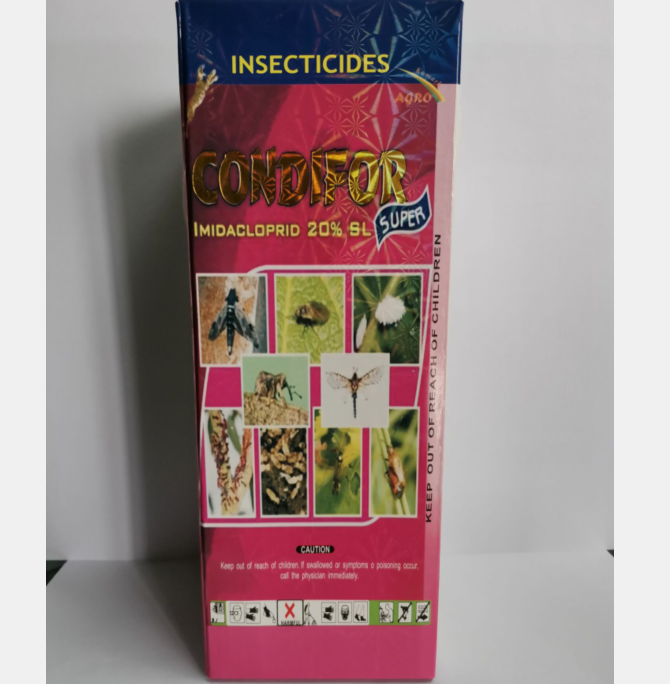 INSECTICIDES
AGRO
CONDIFOR
SUPER
IMIDACLOPRID 20% SL
KEEP OUT OF REACH OF CHILDREN
CAUTION
Keep out of reach of children. If swallowed or symptoms o poisoning occur,
call the physician immediately.
HARMFUL